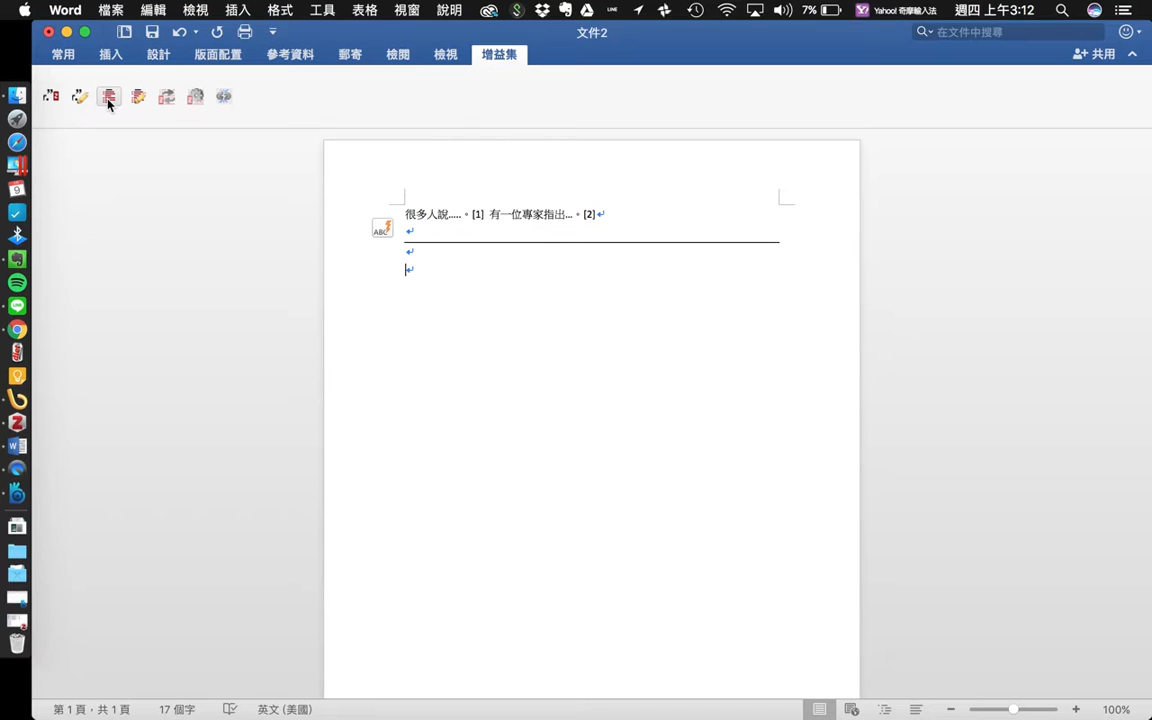 Word 檔案 編輯 檢視 插入 格式 工具 表格 視窗 說明 LINE 7% Yahoo! 奇摩輸入法 週四 上午3:12
文件2
在文件中搜尋
常用 插入 設計 版面配置 參考資料 郵寄 檢閱 檢視 增益集
共用
很多人說.....。[1] 有一位專家指出...。[2]
ABC
第 1 頁，共 1 頁 17 個字 英文 (美國) 100%